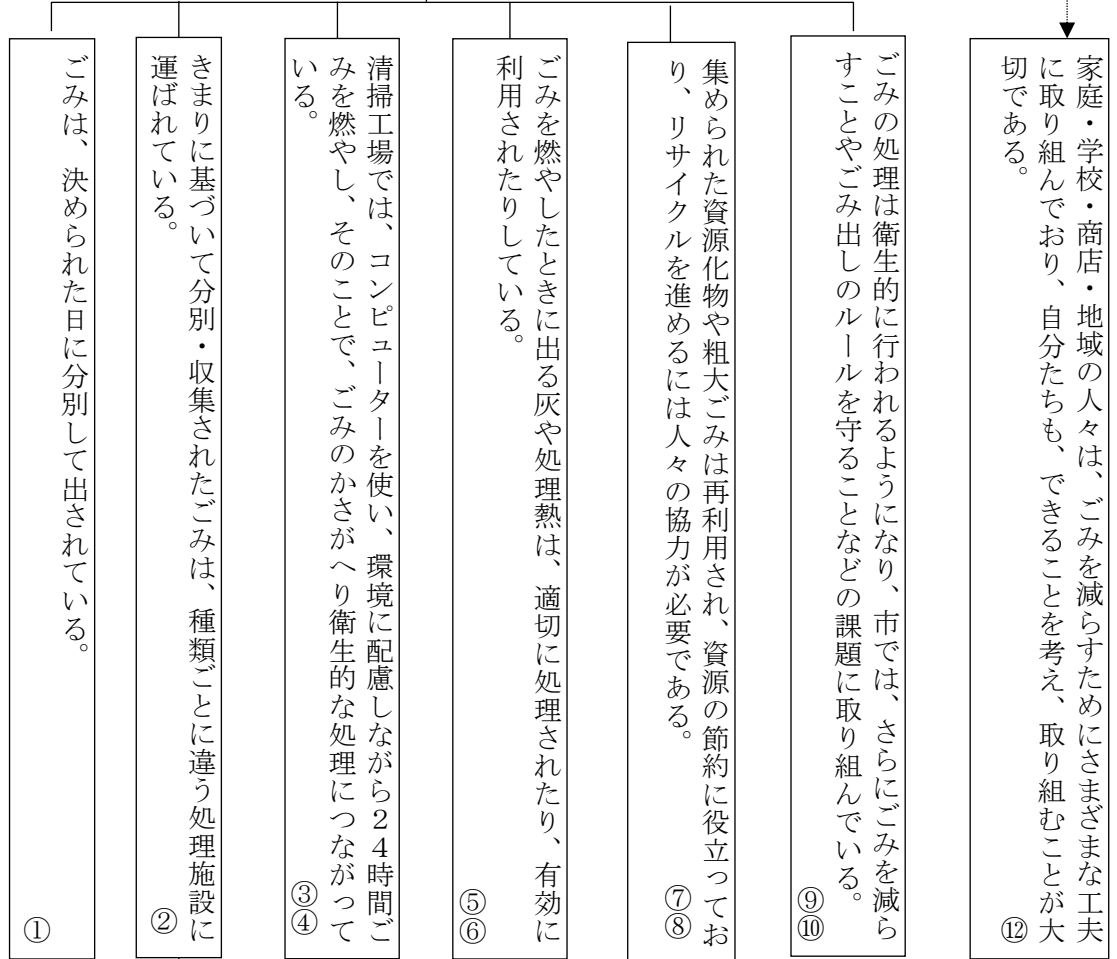 家庭・学校・商店・地域の人々は、ごみを減らすためにさまざまな工夫
に取り組んでおり、自分たちも、できることを考え、取り組むことが大
切である。
⑫
ごみの処理は衛生的に行われるようになり、市では、さらにごみを減ら
すことやごみ出しのルールを守ることなどの課題に取り組んでいる。
⑨
⑩
集められた資源化物や粗大ごみは再利用され、資源の節約に役立ってお
り、リサイクルを進めるには人々の協力が必要である。
⑦
⑧
ごみを燃やしたときに出る灰や処理熱は、適切に処理されたり、有効に
利用されたりしている。
⑤
⑥
清掃工場では、コンピューターを使い、環境に配慮しながら24時間ご
みを燃やし、そのことで、ごみのかさがへり衛生的な処理につながって
いる。
③
④
きまりに基づいて分別・収集されたごみは、種類ごとに違う処理施設に
運ばれている。
②
ごみは、決められた日に分別して出されている。
①